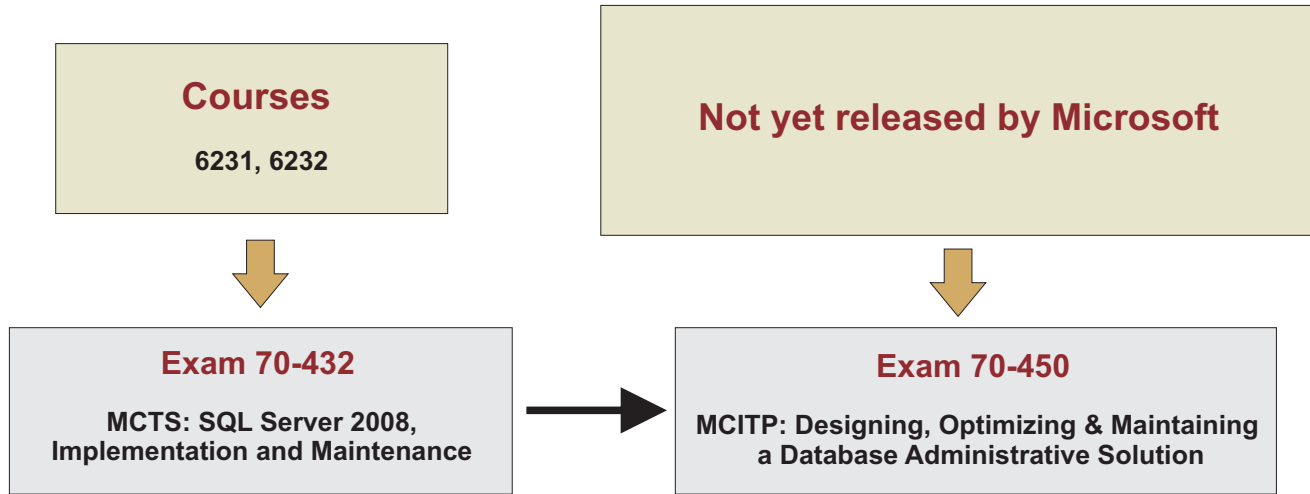 Courses
6231, 6232
Not yet released by Microsoft
Exam 70-432
MCTS: SQL Server 2008,
Implementation and Maintenance
Exam 70-450
MCITP: Designing, Optimizing & Maintaining
a Database Administrative Solution